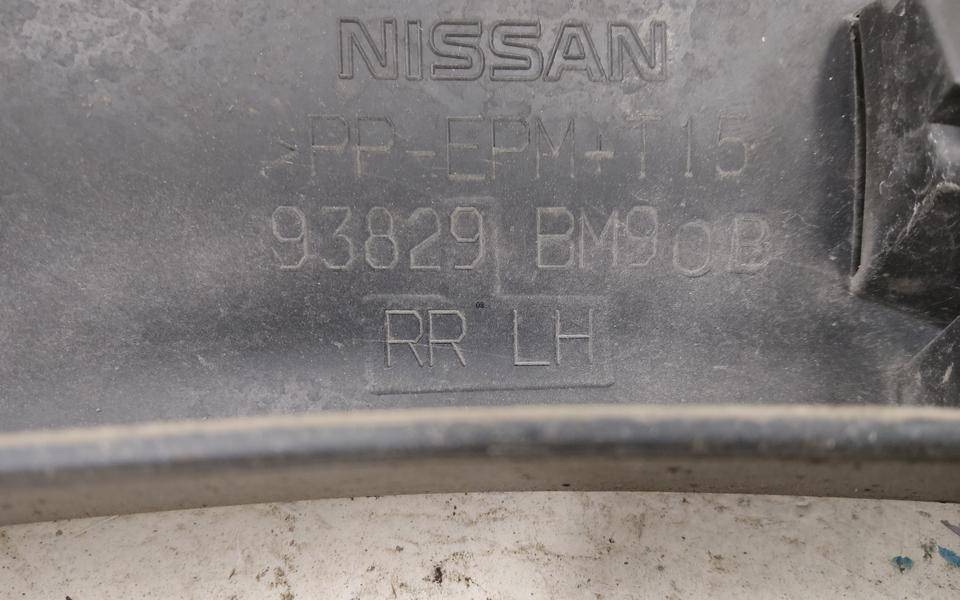 NISSAN
>PP-EPM+T15
93829 BM90B
RR LH